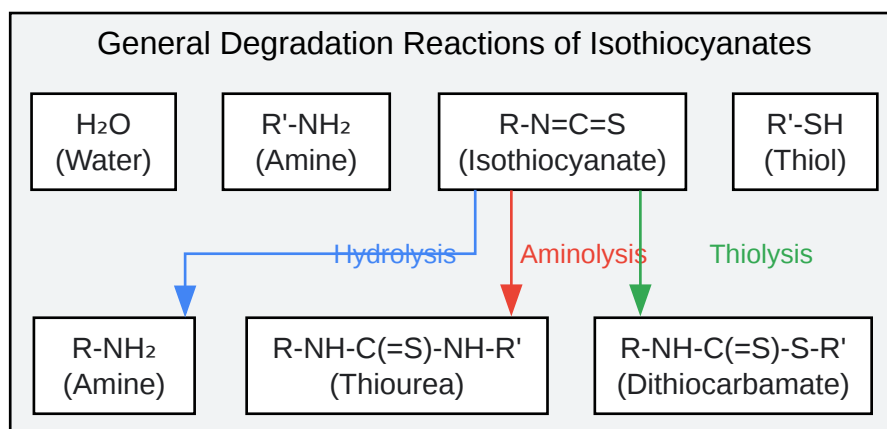 General Degradation Reactions of Isothiocyanates
H₂O
(Water)
R'-NH₂
(Amine)
R-N=C=S
(Isothiocyanate)
R'-SH
(Thiol)
Hydrolysis
Aminolysis
Thiolysis
R-NH₂
(Amine)
R-NH-C(=S)-NH-R'
(Thiourea)
R-NH-C(=S)-S-R'
(Dithiocarbamate)